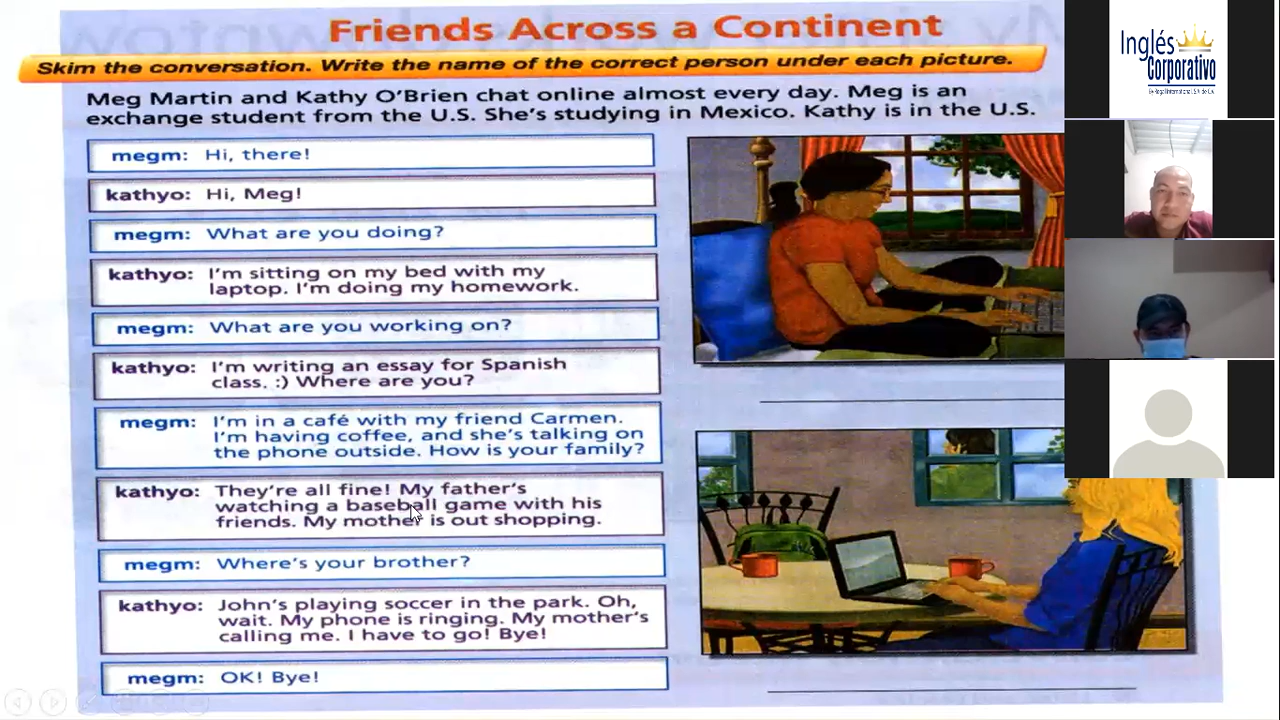 Friends Across a Continent
Skim the conversation. Write the name of the correct person under each picture.
Meg Martin and Kathy O'Brien chat online almost every day. Meg is an
exchange student from the U.S. She's studying in Mexico. Kathy is in the U.S.
megm: Hi, there!
kathyo: Hi, Meg!
megm: What are you doing?
kathyo: I'm sitting on my bed with my
laptop. I'm doing my homework.
megm: What are you working on?
kathyo: I'm writing an essay for Spanish
class. :) Where are you?
megm: I'm in a café with my friend Carmen.
I'm having coffee, and she's talking on
the phone outside. How is your family?
kathyo: They're all fine! My father's
watching a baseball game with his
friends. My mother is out shopping.
megm: Where's your brother?
kathyo: John's playing soccer in the park. Oh,
wait. My phone is ringing. My mother's
calling me. I have to go! Bye!
megm: OK! Bye!
Inglés
Corporativo